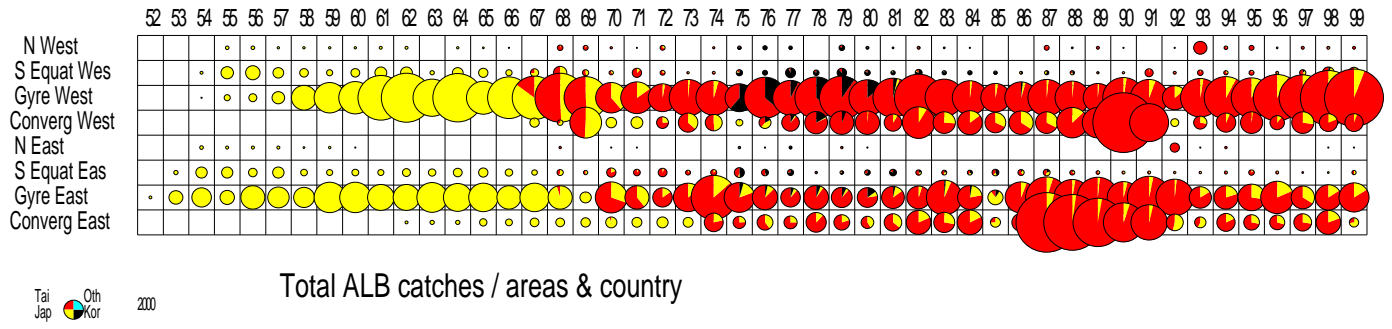 52 53 54 55 56 57 58 59 60 61 62 63 64 65 66 67 68 69 70 71 72 73 74 75 76 77 78 79 80 81 82 83 84 85 86 87 88 89 90 91 92 93 94 95 96 97 98 99
N West
S Equat Wes
Gyre West
Converg West
N East
S Equat Eas
Gyre East
Converg East
Total ALB catches / areas & country
Tai Oth
Jap Kor
2000